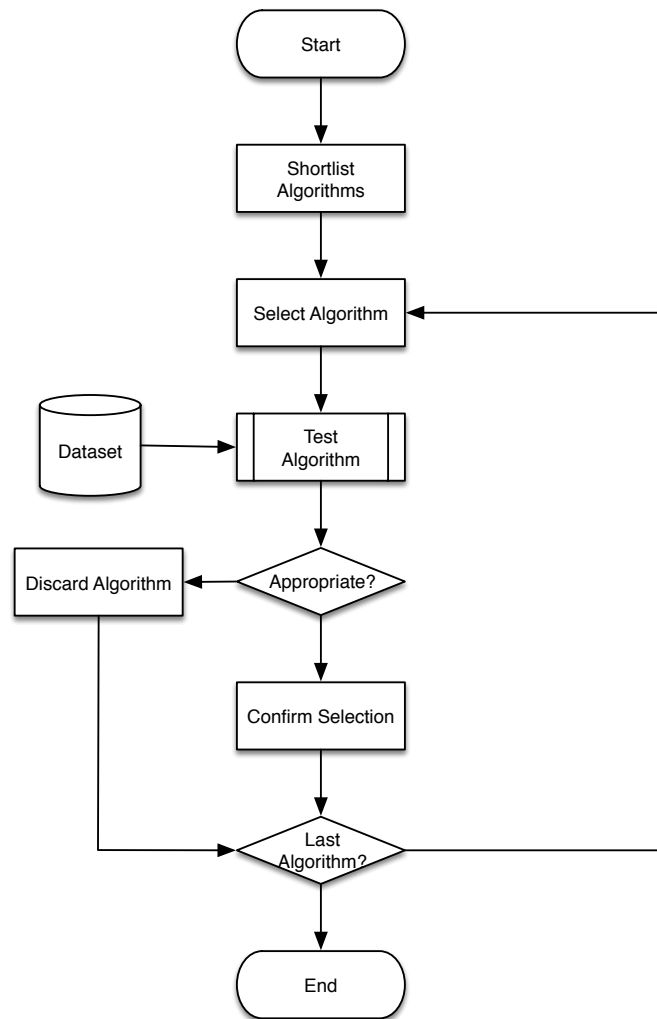 Start
Shortlist
Algorithms
Select Algorithm
Dataset
Test
Algorithm
Appropriate?
Discard Algorithm
Confirm Selection
Last
Algorithm?
End